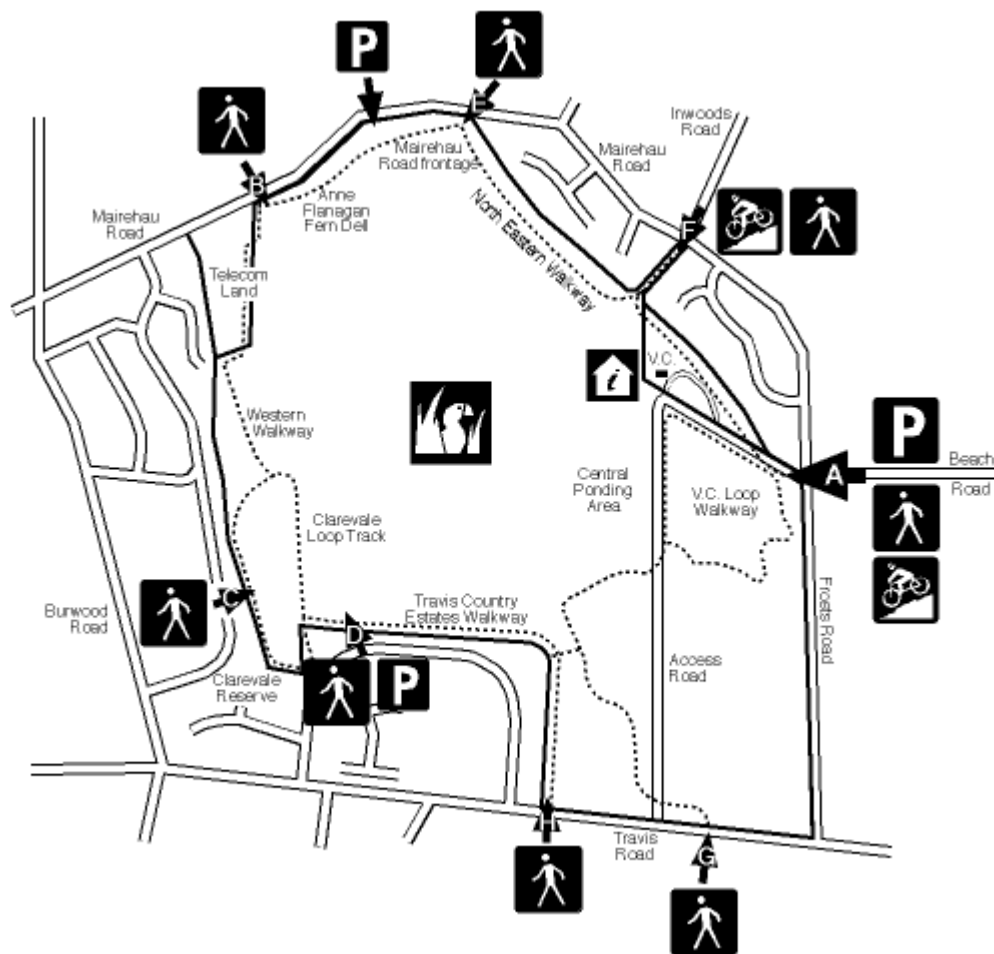 P
E
Inwoods
Road
B
Mairehau
Road frontage
Mairehau
Road
Anne
Flanagan
Fern Dell
Mairehau
Road
F
North Eastern Walkway
Telecom
Land
i
V.C.
Western
Walkway
P
Central
Ponding
Area
V.C. Loop
Walkway
A
Beach
Road
Clarevale
Loop Track
C
Travis Country
Estates Walkway
Burwood
Road
D
Frosts Road
Access
Road
Clarevale
Reserve
P
H
Travis
Road
G